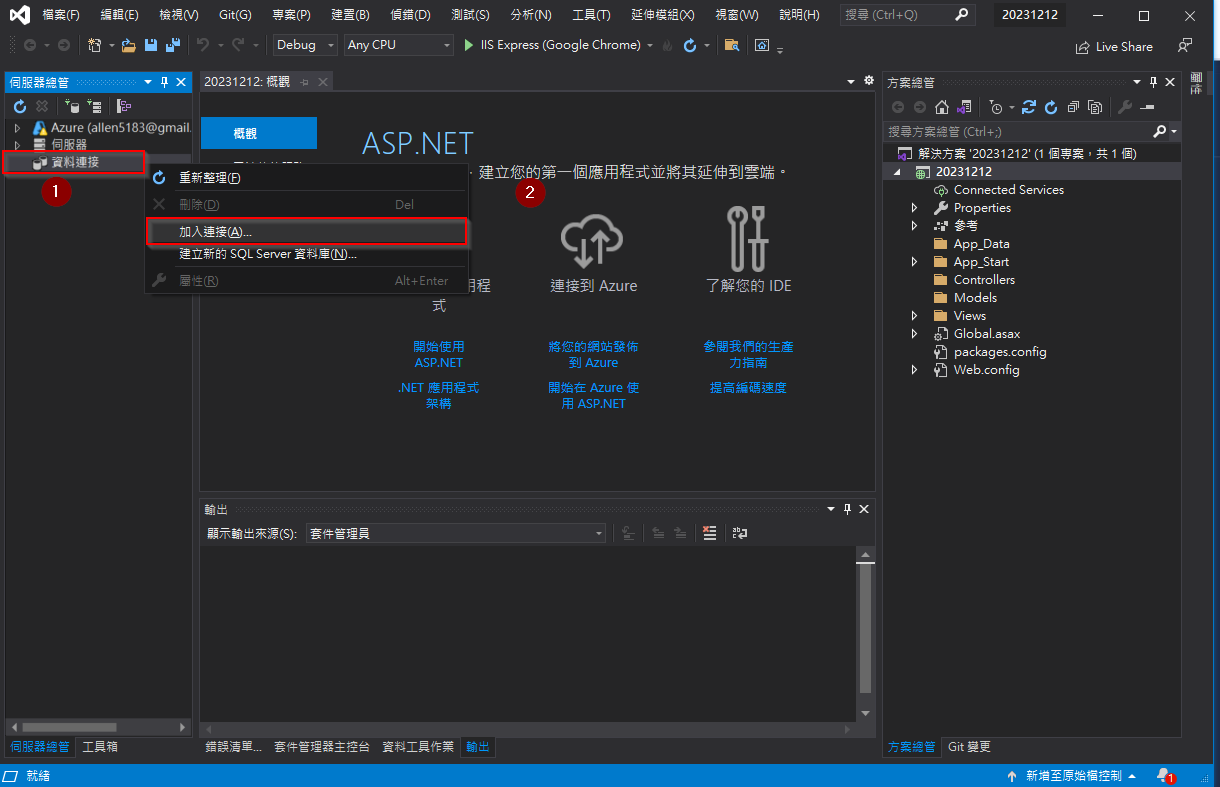 檔案(F) 編輯(E) 檢視(V) Git(G) 專案(P) 建置(B) 偵錯(D) 測試(S) 分析(N) 工具(T) 延伸模組(X) 視窗(W) 說明(H) 搜尋 (Ctrl+Q) 20231212
Debug Any CPU IIS Express (Google Chrome) Live Share
伺服器總管
Azure (allen5183@gmail.
伺服器
資料連接
1
重新整理(F)
刪除(D) Del
加入連接(A)...
建立新的 SQL Server 資料庫(N)...
屬性(R) Alt+Enter
2
20231212: 概觀
概觀
ASP.NET
建立您的第一個應用程式並將其延伸到雲端。
用程
式
連接到 Azure
了解您的 IDE
開始使用
ASP.NET
.NET 應用程式
架構
將您的網站發佈
到 Azure
開始在 Azure 使
用 ASP.NET
參閱我們的生產
力指南
提高編碼速度
輸出
顯示輸出來源(S): 套件管理員
錯誤清單... 套件管理器主控台 資料工具作業 輸出
伺服器總管 工具箱
方案總管
搜尋方案總管 (Ctrl+;)
解決方案 '20231212' (1 個專案，共 1 個)
20231212
Connected Services
Properties
參考
App_Data
App_Start
Controllers
Models
Views
Global.asax
packages.config
Web.config
方案總管 Git 變更
屬性
就緒 新增至原始檔控制 1